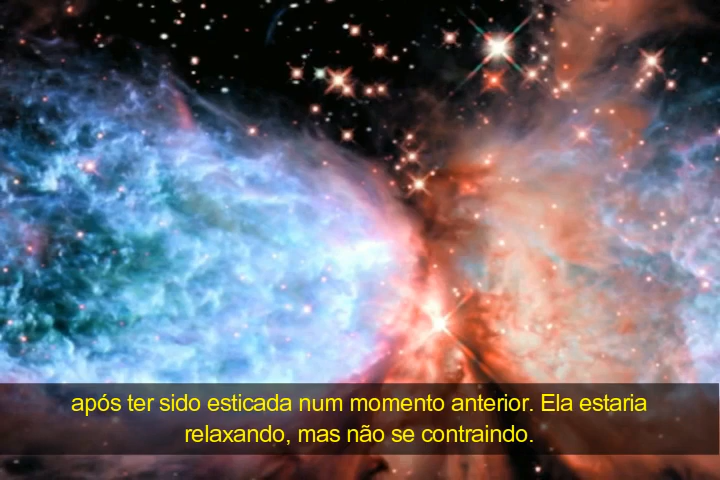 após ter sido esticada num momento anterior. Ela estaria
relaxando, mas não se contraindo.